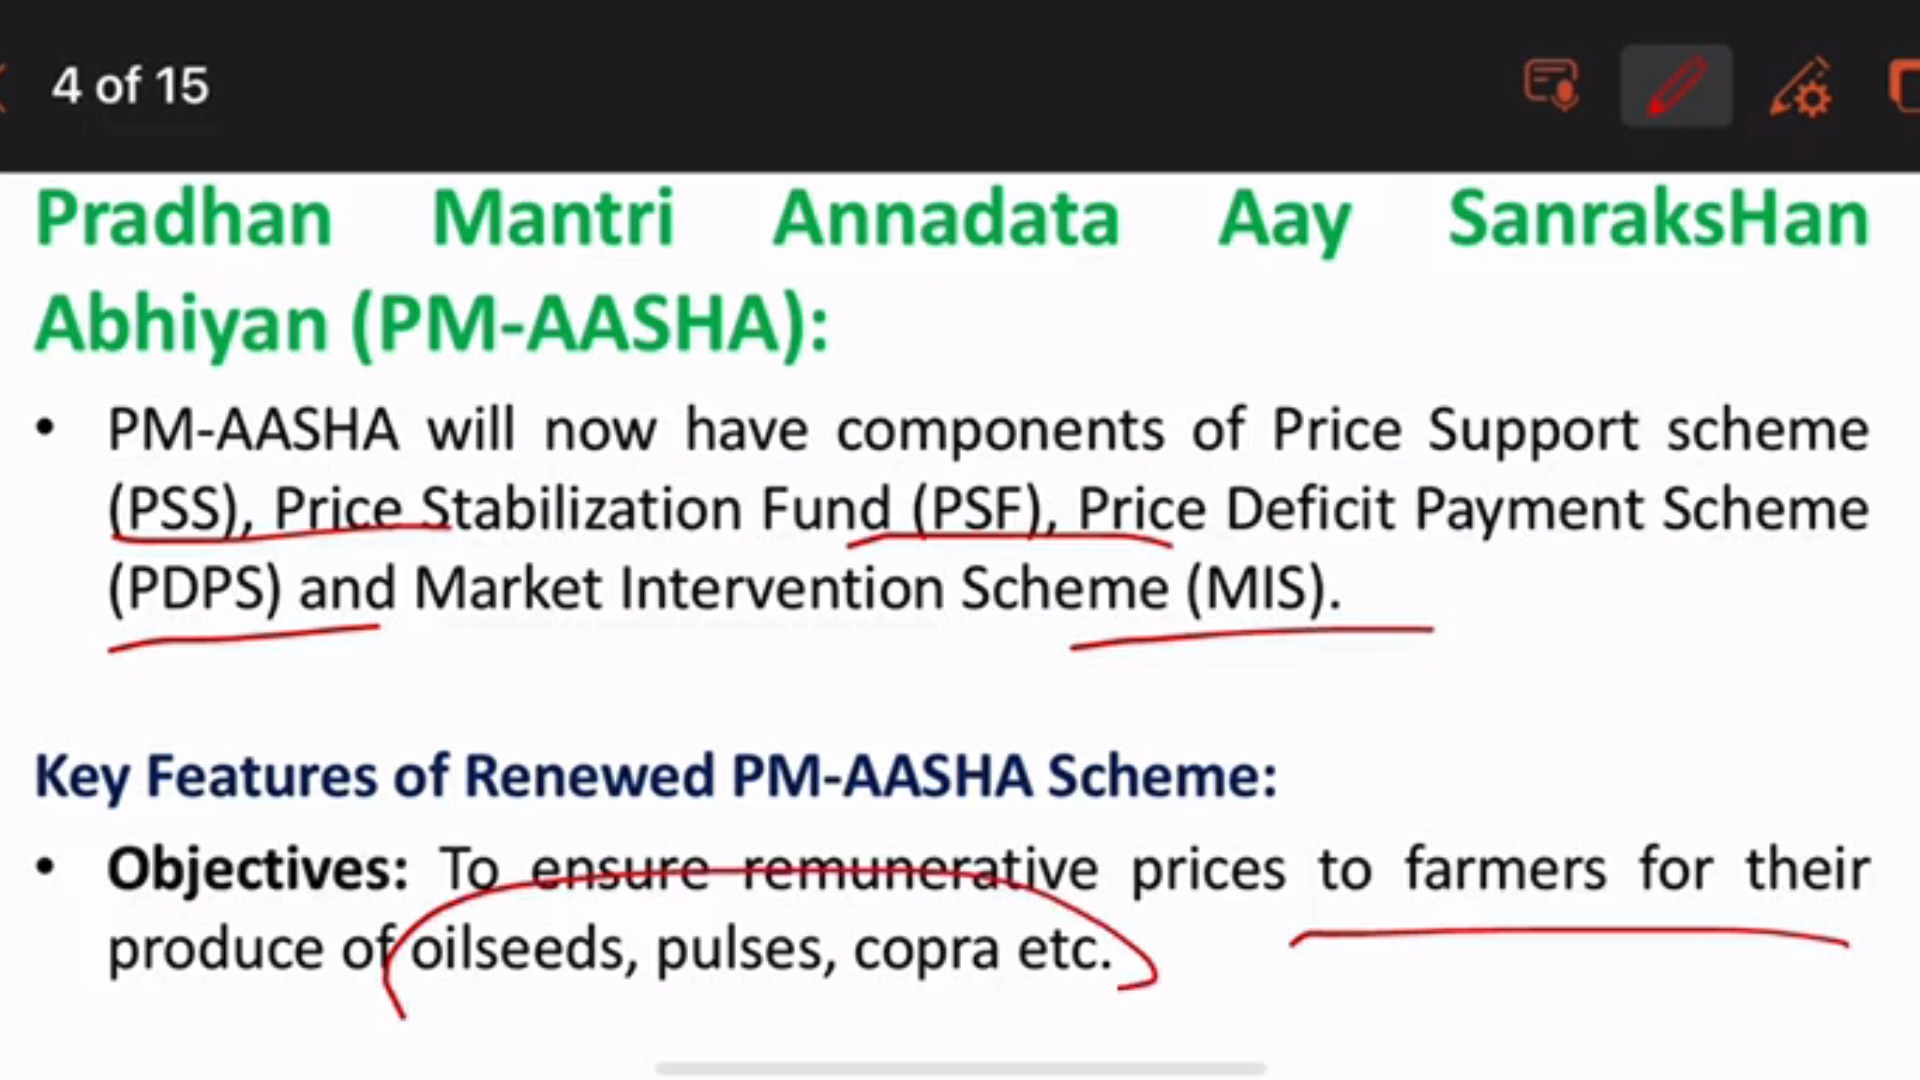 4 of 15
Pradhan Mantri Annadata Aay SanraksHan
Abhiyan (PM-AASHA):
• PM-AASHA will now have components of Price Support scheme
(PSS), Price Stabilization Fund (PSF), Price Deficit Payment Scheme
(PDPS) and Market Intervention Scheme (MIS).
Key Features of Renewed PM-AASHA Scheme:
• Objectives: To ensure remunerative prices to farmers for their
produce of oilseeds, pulses, copra etc.